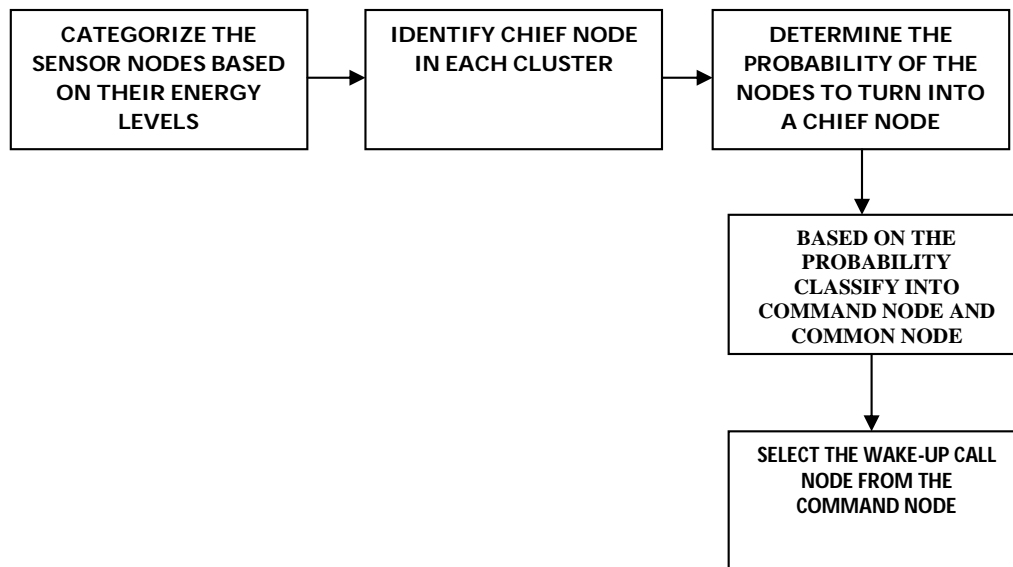 CATEGORIZE THE
SENSOR NODES BASED
ON THEIR ENERGY
LEVELS
IDENTIFY CHIEF NODE
IN EACH CLUSTER
DETERMINE THE
PROBABILITY OF THE
NODES TO TURN INTO
A CHIEF NODE
BASED ON THE
PROBABILITY
CLASSIFY INTO
COMMAND NODE AND
COMMON NODE
SELECT THE WAKE-UP CALL
NODE FROM THE
COMMAND NODE